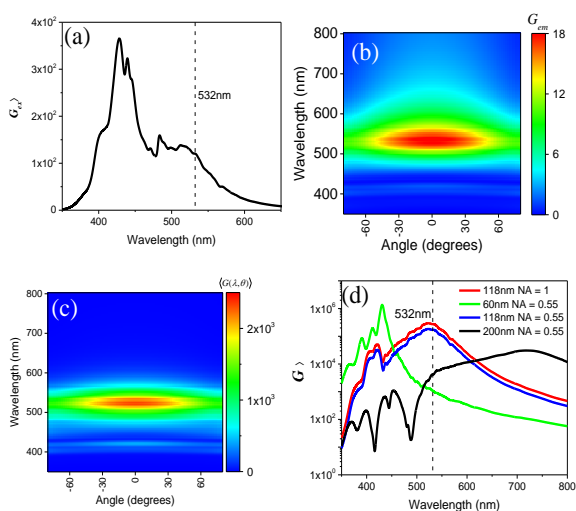 (a)
4x10²
3x10²
2x10²
1x10²
0
G_ex⟩
532nm
400
500
600
Wavelength (nm)
(b)
G_em
18
12
6
0
800
700
600
500
400
Wavelength (nm)
-60
-30
0
30
60
Angle (degrees)
(c)
⟨G(λ,θ)⟩
2x10³
1x10³
0
800
700
600
500
400
Wavelength (nm)
-60
-30
0
30
60
Angle (degrees)
(d)
118nm NA = 1
60nm NA = 0.55
118nm NA = 0.55
200nm NA = 0.55
532nm
1x10⁶
1x10⁴
1x10²
1x10⁰
G⟩
400
500
600
700
800
Wavelength (nm)